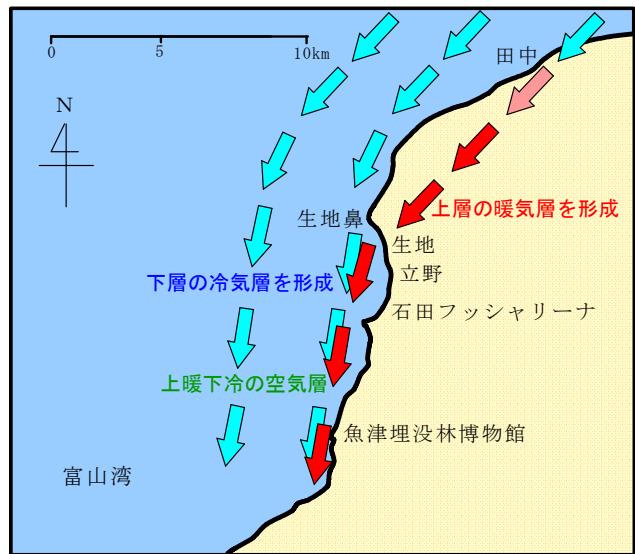 0 5 10km
田中
N
上層の暖気層を形成
生地鼻
生地
立野
下層の冷気層を形成
石田フッシャリーナ
上暖下冷の空気層
魚津埋没林博物館
富山湾